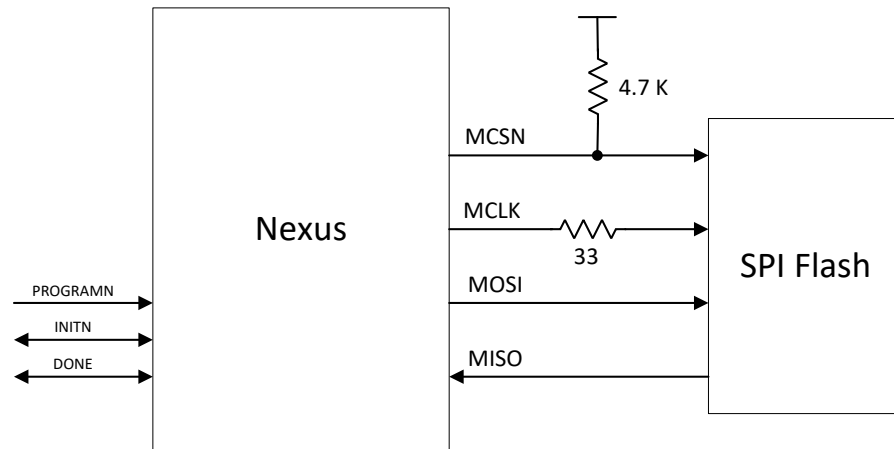 4.7 K
MCSN
MCLK
33
Nexus
SPI Flash
PROGRAMN
MOSI
INITN
DONE
MISO